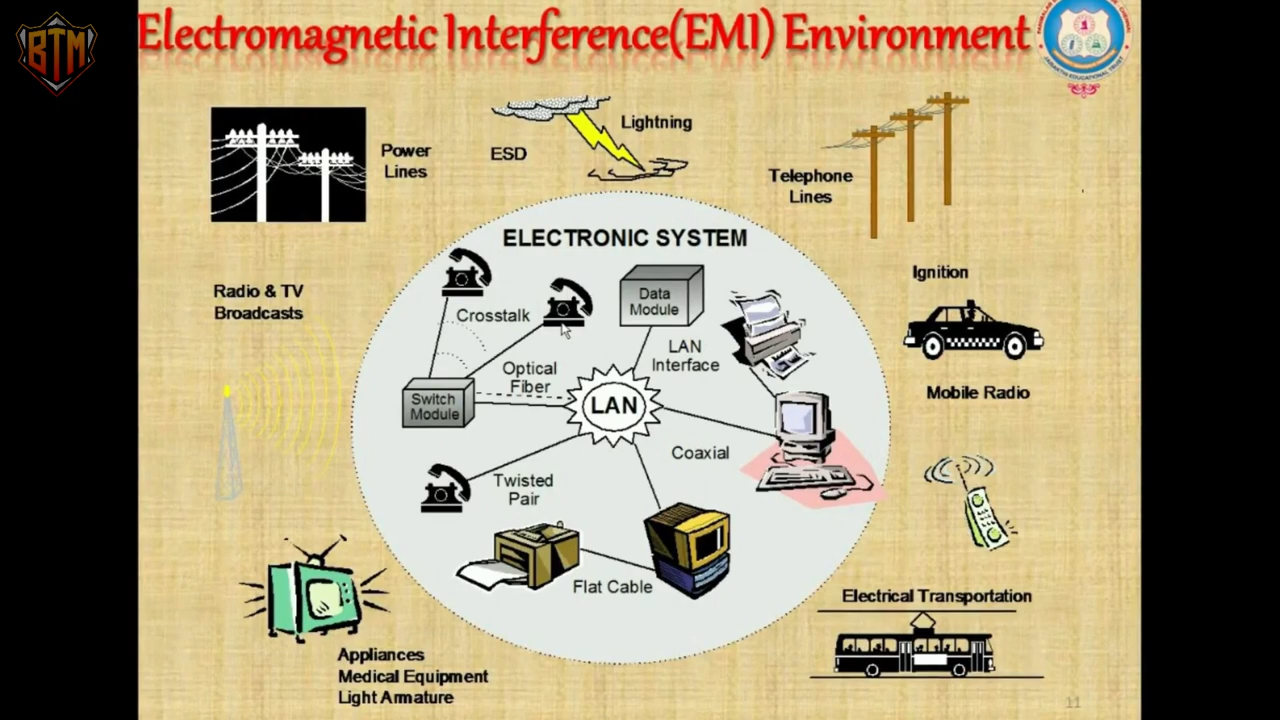 Electromagnetic Interference(EMI) Environment
BTM
1
Power
Lines
ESD
Lightning
Telephone
Lines
ELECTRONIC SYSTEM
Ignition
Radio & TV
Broadcasts
Crosstalk
Data
Module
LAN
Interface
Optical
Fiber
Switch
Module
LAN
Mobile Radio
Coaxial
Twisted
Pair
Flat Cable
Electrical Transportation
Appliances
Medical Equipment
Light Armature
11